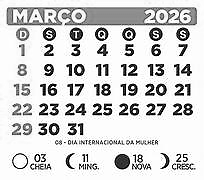 MARÇO 2026
D S T Q Q S S
1 2 3 4 5 6 7
8 9 10 11 12 13 14
15 16 17 18 19 20 21
22 23 24 25 26 27 28
29 30 31
08 - DIA INTERNACIONAL DA MULHER
03 CHEIA 11 MING. 18 NOVA 25 CRESC.